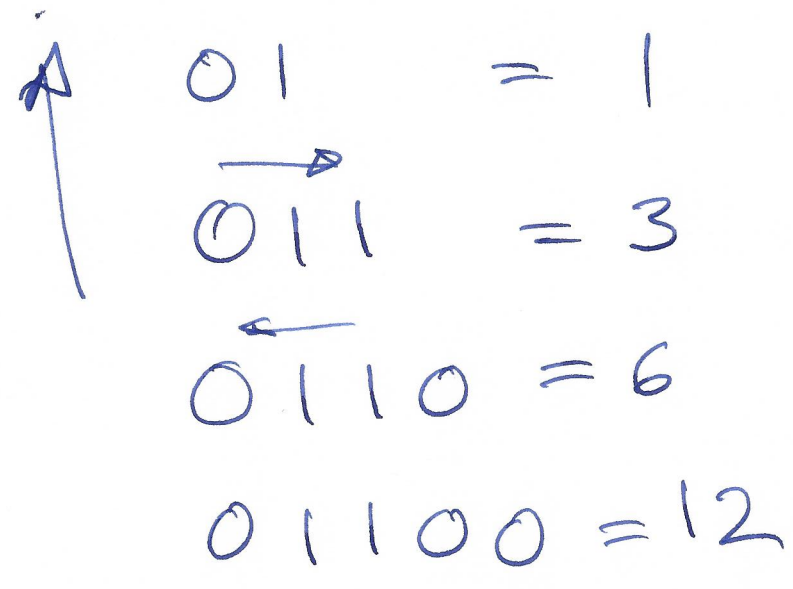 01 = 1
011 = 3
0110 = 6
01100 = 12